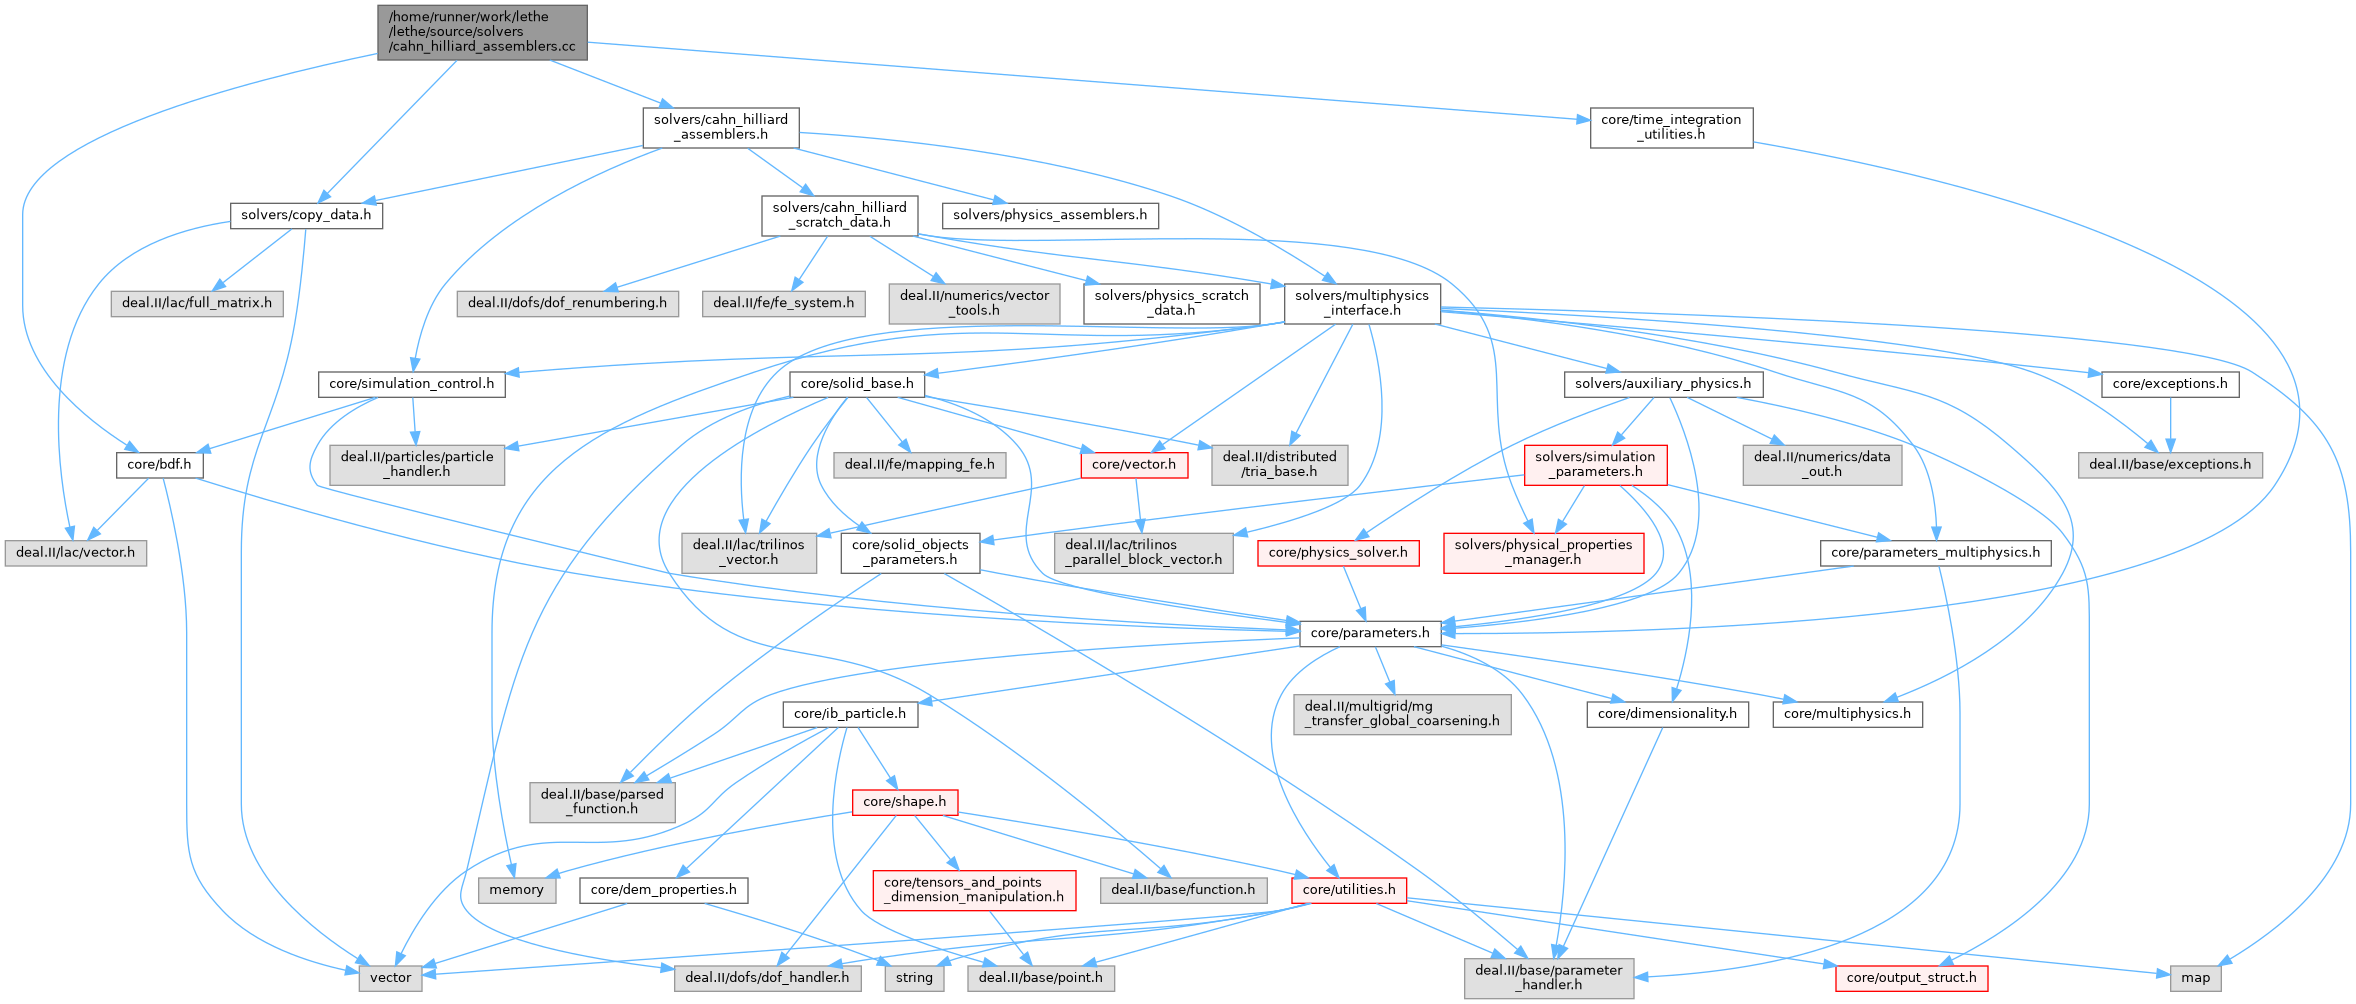 /home/runner/work/lethe
/lethe/source/solvers
/cahn_hilliard_assemblers.cc
solvers/cahn_hilliard
_assemblers.h
core/time_integration
_utilities.h
solvers/copy_data.h
solvers/cahn_hilliard
_scratch_data.h
solvers/physics_assemblers.h
deal.II/lac/full_matrix.h
deal.II/dofs/dof_renumbering.h
deal.II/fe/fe_system.h
deal.II/numerics/vector
_tools.h
solvers/physics_scratch
_data.h
solvers/multiphysics
_interface.h
core/simulation_control.h
core/solid_base.h
solvers/auxiliary_physics.h
core/exceptions.h
core/bdf.h
deal.II/particles/particle
_handler.h
deal.II/fe/mapping_fe.h
core/vector.h
deal.II/distributed
/tria_base.h
solvers/simulation
_parameters.h
deal.II/numerics/data
_out.h
deal.II/base/exceptions.h
deal.II/lac/vector.h
deal.II/lac/trilinos
_vector.h
core/solid_objects
_parameters.h
deal.II/lac/trilinos
_parallel_block_vector.h
core/physics_solver.h
solvers/physical_properties
_manager.h
core/parameters_multiphysics.h
core/parameters.h
core/ib_particle.h
deal.II/multigrid/mg
_transfer_global_coarsening.h
core/dimensionality.h
core/multiphysics.h
deal.II/base/parsed
_function.h
core/shape.h
memory
core/dem_properties.h
core/tensors_and_points
_dimension_manipulation.h
deal.II/base/function.h
core/utilities.h
vector
deal.II/dofs/dof_handler.h
string
deal.II/base/point.h
deal.II/base/parameter
_handler.h
core/output_struct.h
map